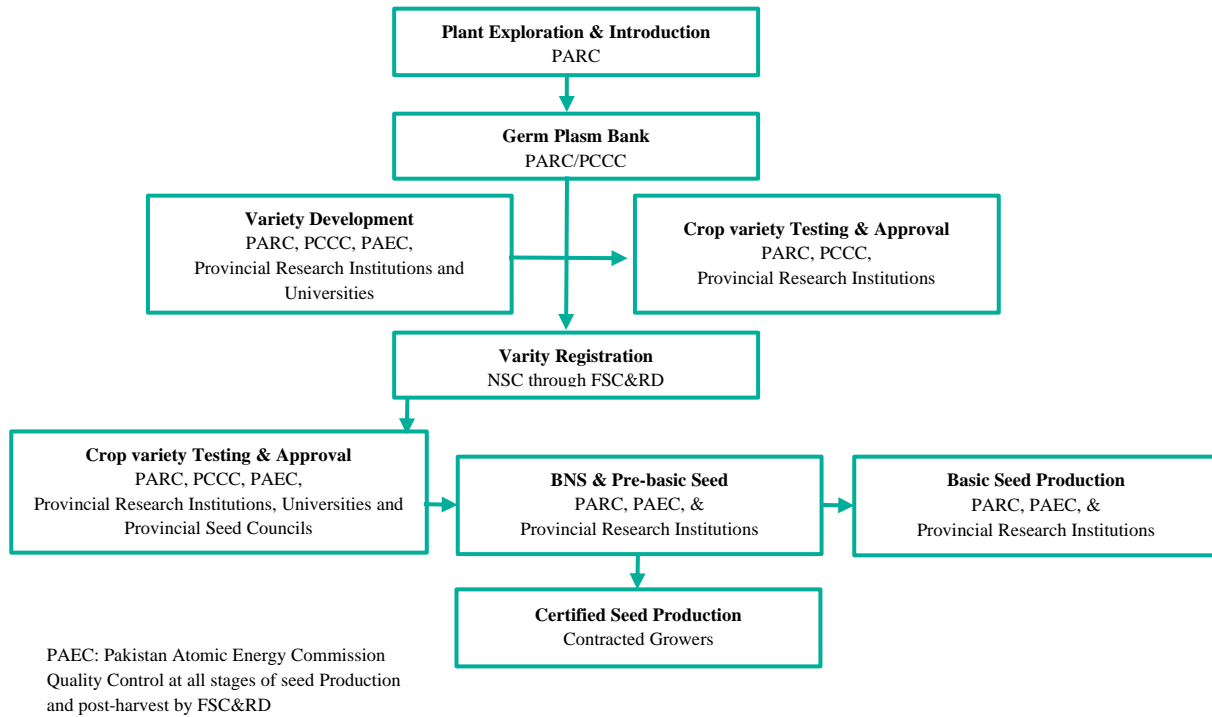 Plant Exploration & Introduction
PARC
Germ Plasm Bank
PARC/PCCC
Variety Development
PARC, PCCC, PAEC,
Provincial Research Institutions and
Universities
Crop variety Testing & Approval
PARC, PCCC,
Provincial Research Institutions
Varity Registration
NSC through FSC&RD
Crop variety Testing & Approval
PARC, PCCC, PAEC,
Provincial Research Institutions, Universities and
Provincial Seed Councils
BNS & Pre-basic Seed
PARC, PAEC, &
Provincial Research Institutions
Basic Seed Production
PARC, PAEC, &
Provincial Research Institutions
Certified Seed Production
Contracted Growers
PAEC: Pakistan Atomic Energy Commission
Quality Control at all stages of seed Production
and post-harvest by FSC&RD